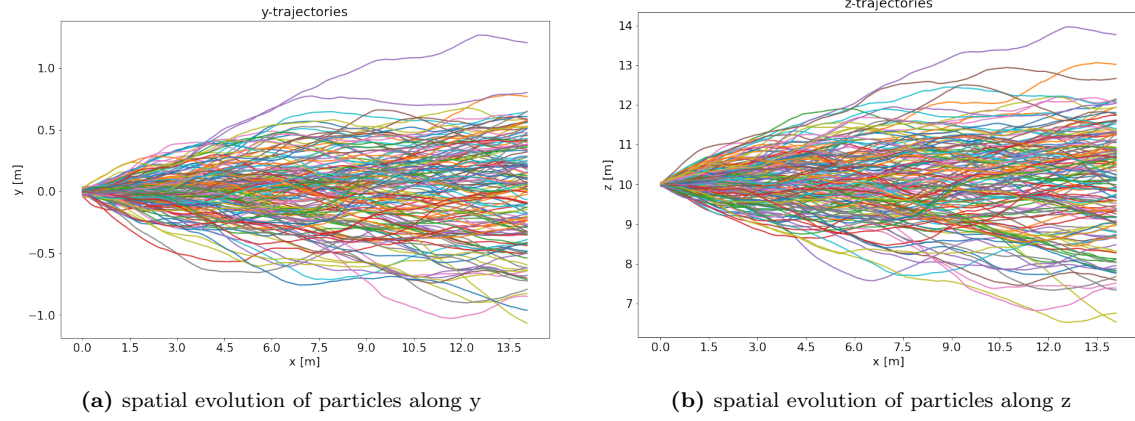 y-trajectories
1.0
0.5
0.0
−0.5
−1.0
y [m]
0.0 1.5 3.0 4.5 6.0 7.5 9.0 10.5 12.0 13.5
x [m]
(a) spatial evolution of particles along y
z-trajectories
14
13
12
11
10
9
8
7
z [m]
0.0 1.5 3.0 4.5 6.0 7.5 9.0 10.5 12.0 13.5
x [m]
(b) spatial evolution of particles along z